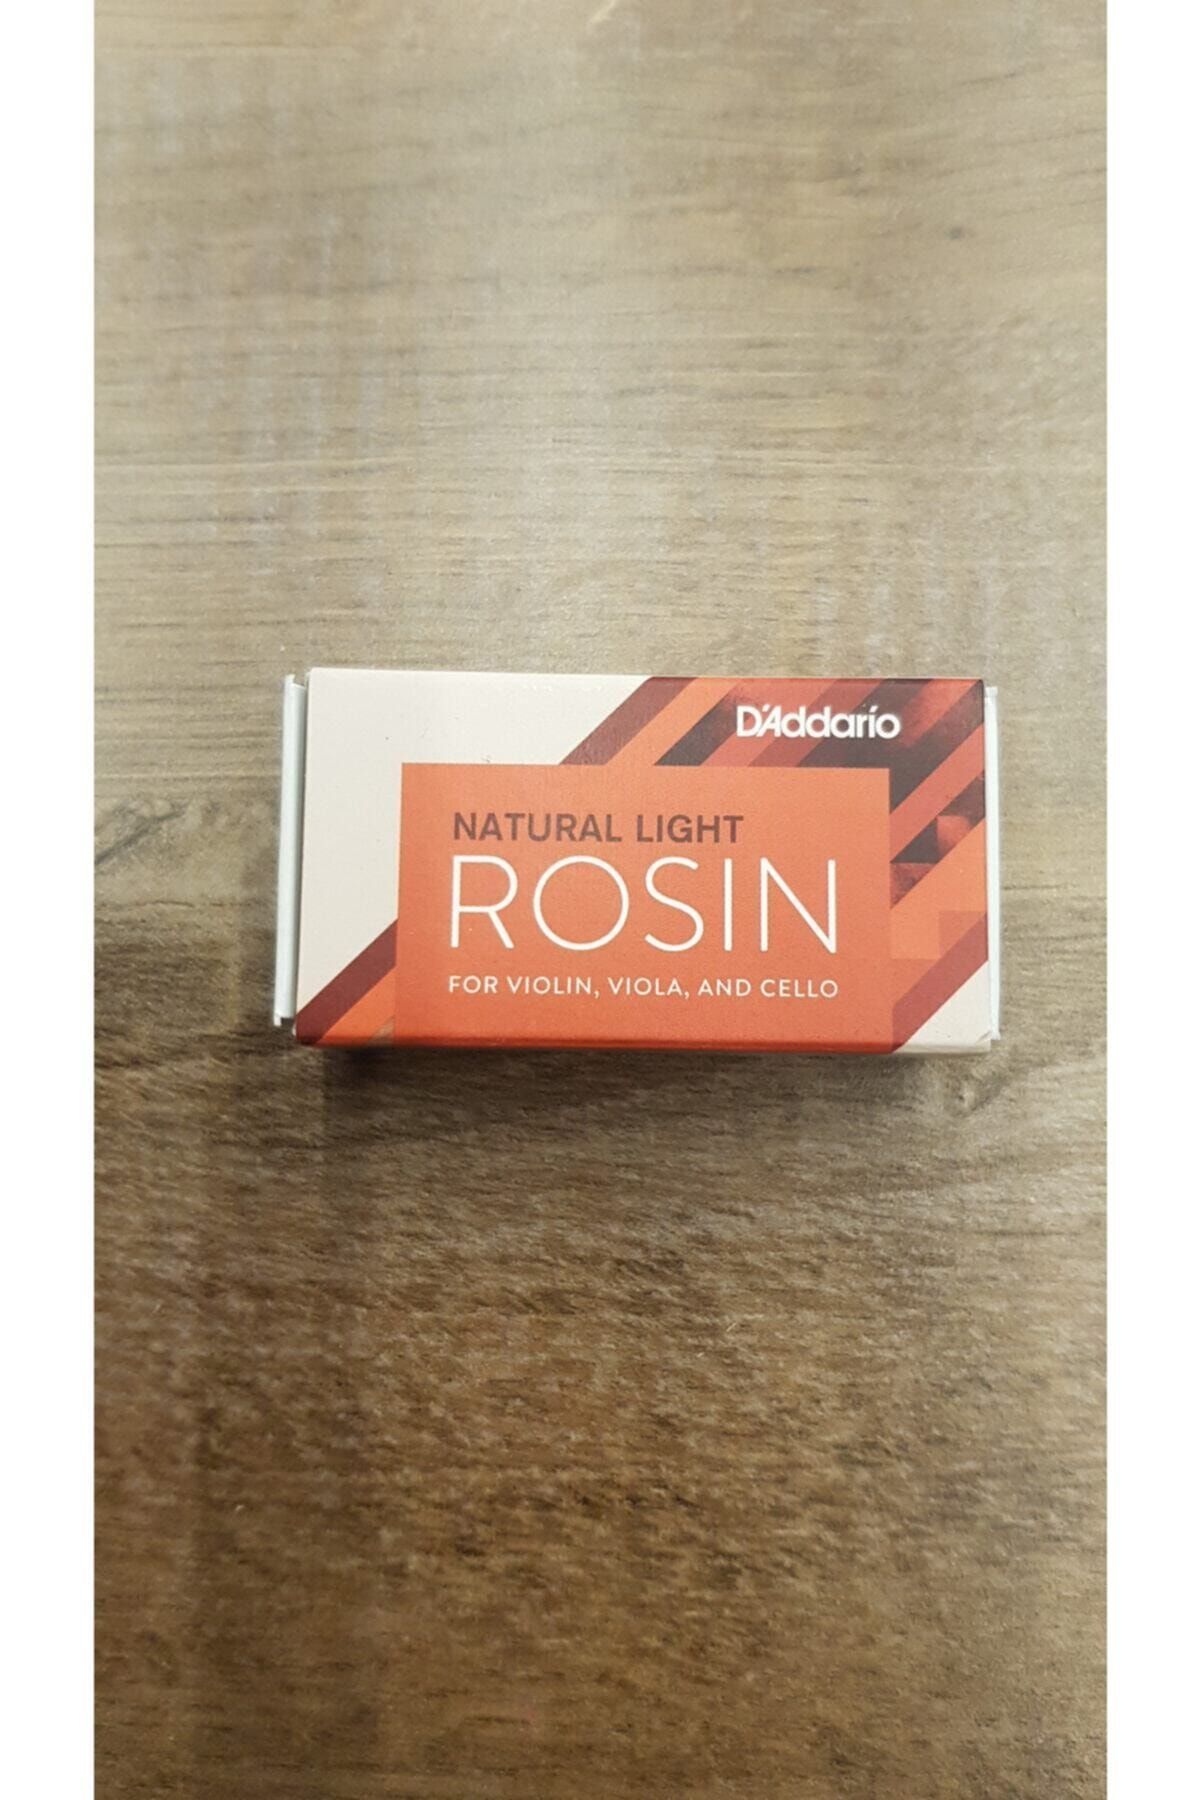 D'Addario
NATURAL LIGHT
ROSIN
FOR VIOLIN, VIOLA, AND CELLO